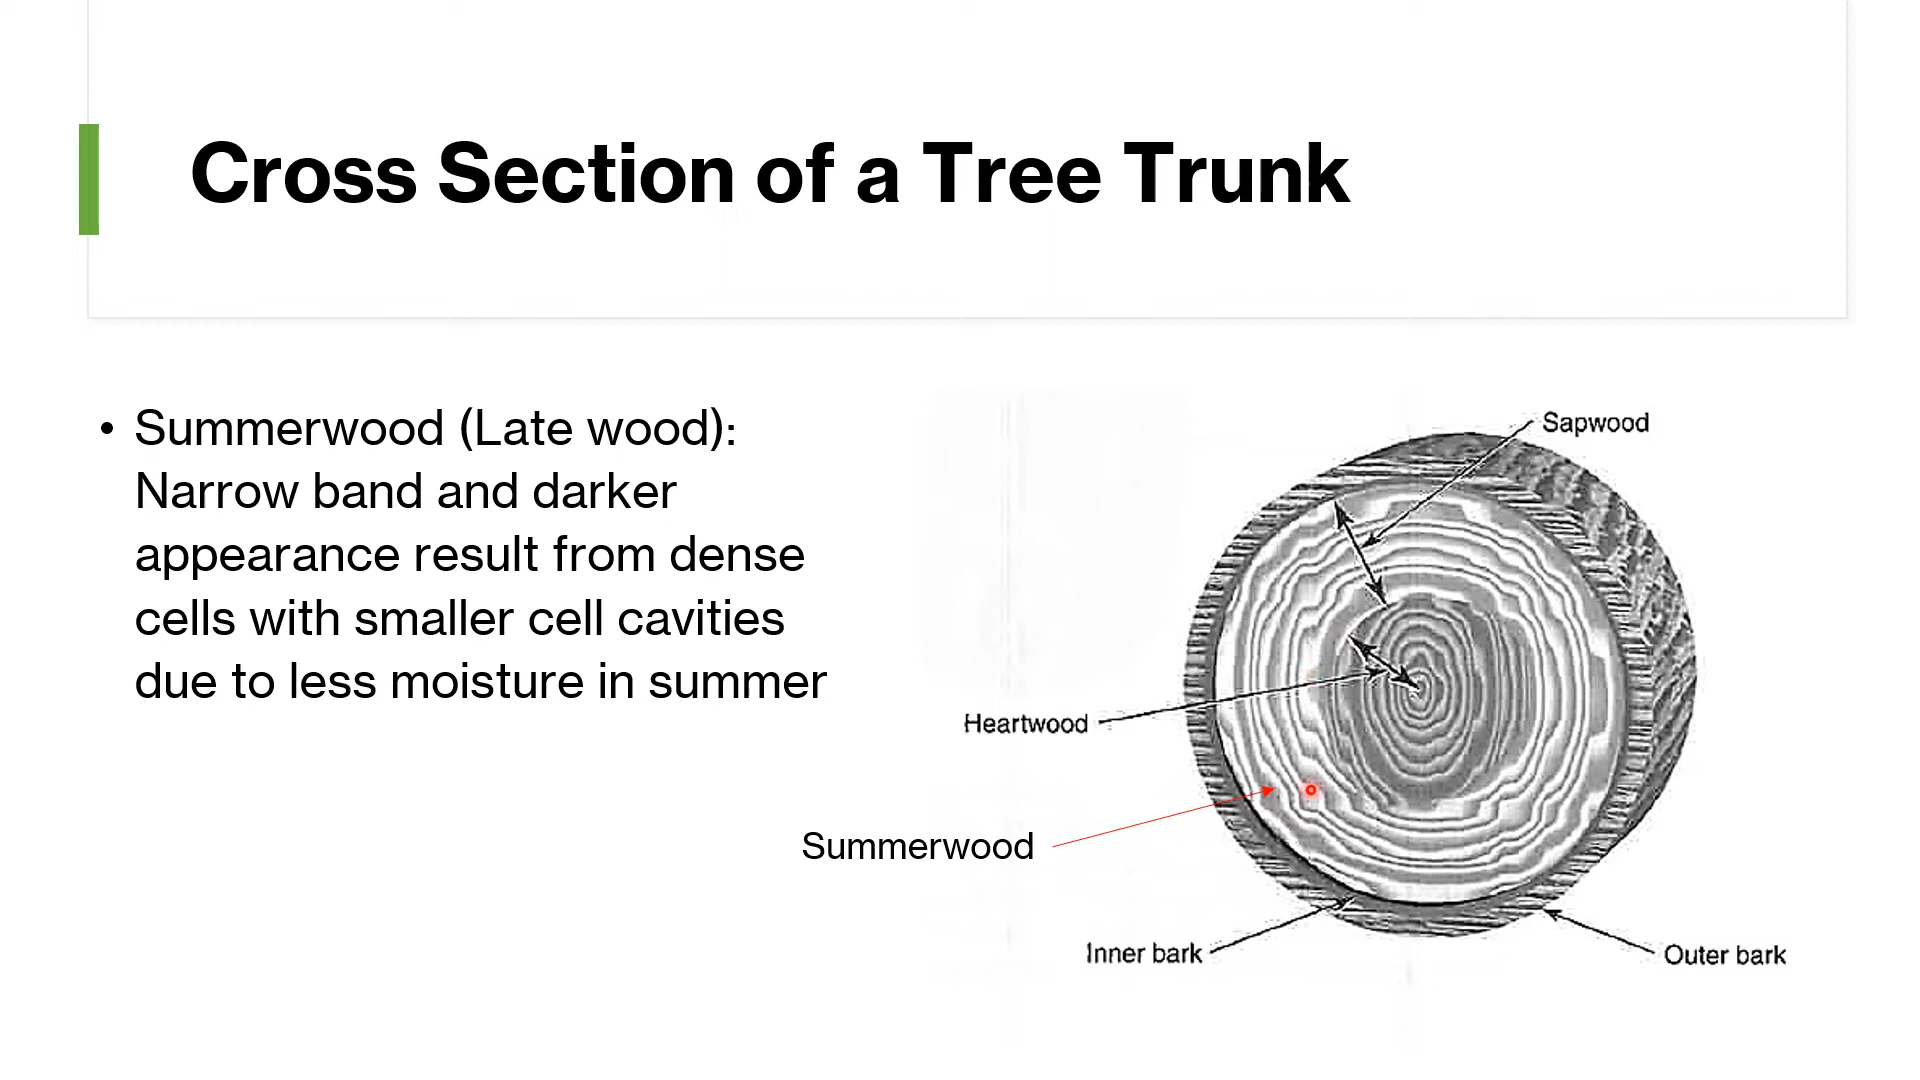 Cross Section of a Tree Trunk
• Summerwood (Late wood):
Narrow band and darker
appearance result from dense
cells with smaller cell cavities
due to less moisture in summer
Sapwood
Heartwood
Summerwood
Inner bark
Outer bark